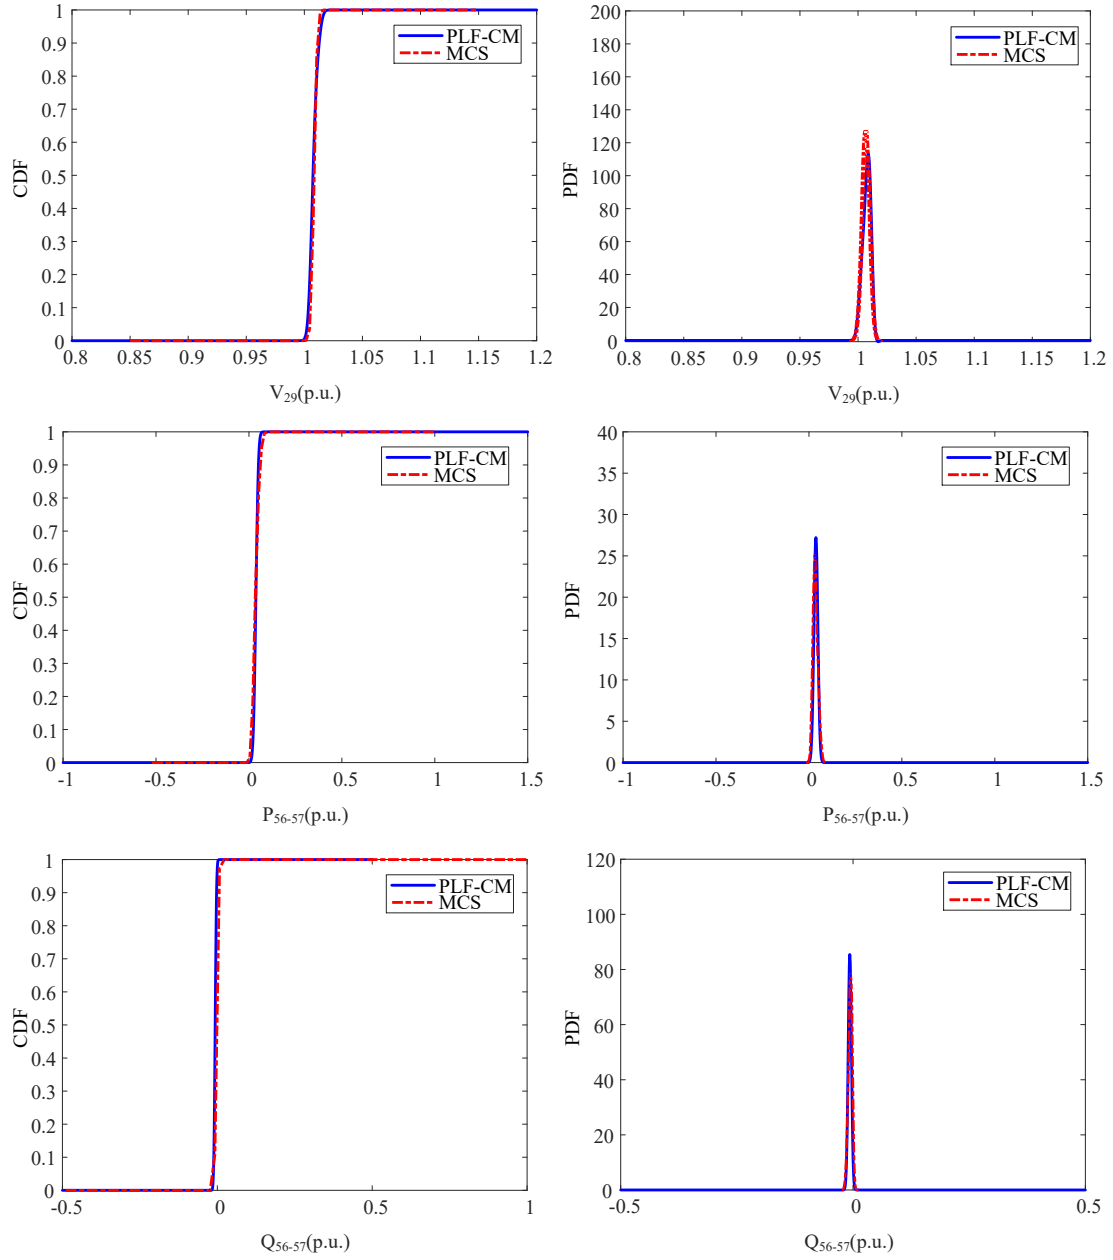 1
0.9
0.8
0.7
0.6
0.5
0.4
0.3
0.2
0.1
0
CDF
PLF-CM
MCS
0.8 0.85 0.9 0.95 1 1.05 1.1 1.15 1.2
V29(p.u.)
200
180
160
140
120
100
80
60
40
20
0
PDF
PLF-CM
MCS
0.8 0.85 0.9 0.95 1 1.05 1.1 1.15 1.2
V29(p.u.)
1
0.9
0.8
0.7
0.6
0.5
0.4
0.3
0.2
0.1
0
CDF
PLF-CM
MCS
-1 -0.5 0 0.5 1 1.5
P56-57(p.u.)
40
35
30
25
20
15
10
5
0
PDF
PLF-CM
MCS
-1 -0.5 0 0.5 1 1.5
P56-57(p.u.)
1
0.9
0.8
0.7
0.6
0.5
0.4
0.3
0.2
0.1
0
CDF
PLF-CM
MCS
-0.5 0 0.5 1
Q56-57(p.u.)
120
100
80
60
40
20
0
PDF
PLF-CM
MCS
-0.5 0 0.5
Q56-57(p.u.)